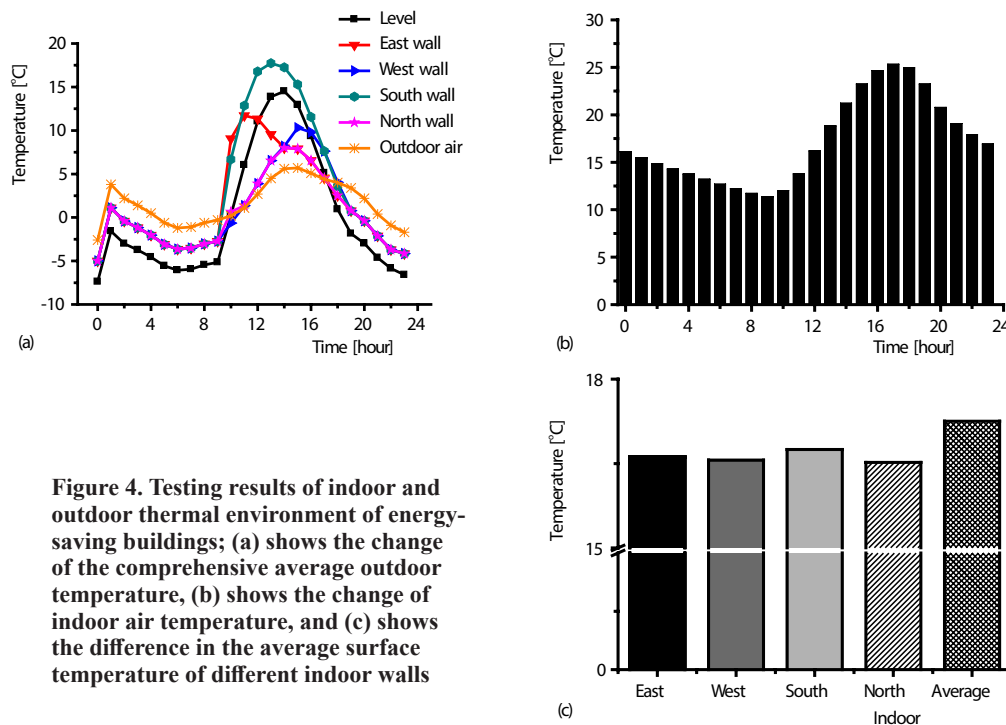 Level
East wall
West wall
South wall
North wall
Outdoor air
Temperature [°C]
20
15
10
5
0
-5
-10
0 4 8 12 16 20 24
Time [hour]
(a)
Temperature [°C]
30
25
20
15
10
5
0
0 4 8 12 16 20 24
Time [hour]
(b)
Temperature [°C]
18
15
0
East West South North Average
Indoor
(c)
Figure 4. Testing results of indoor and
outdoor thermal environment of energy-
saving buildings; (a) shows the change
of the comprehensive average outdoor
temperature, (b) shows the change of
indoor air temperature, and (c) shows
the difference in the average surface
temperature of different indoor walls